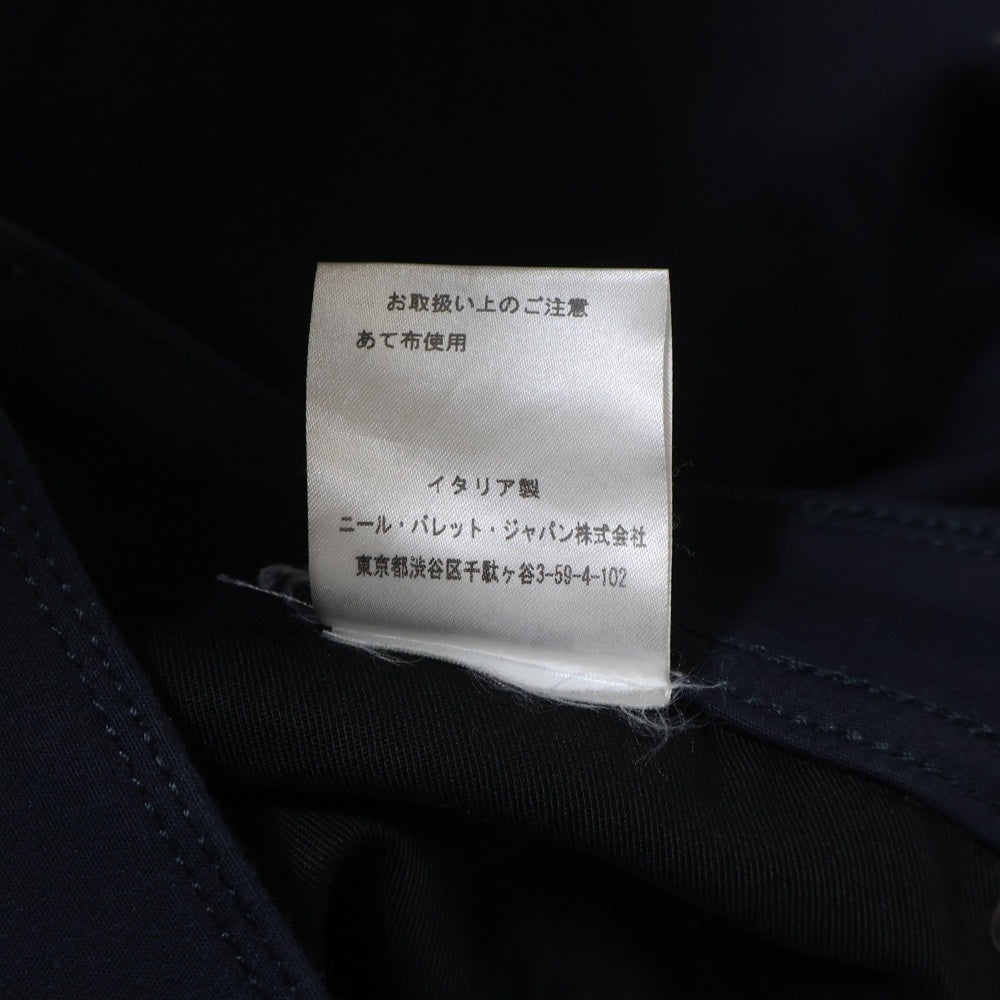 お取扱い上のご注意
あて布使用
イタリア製
ニール・バレット・ジャパン株式会社
東京都渋谷区千駄ヶ谷3-59-4-102